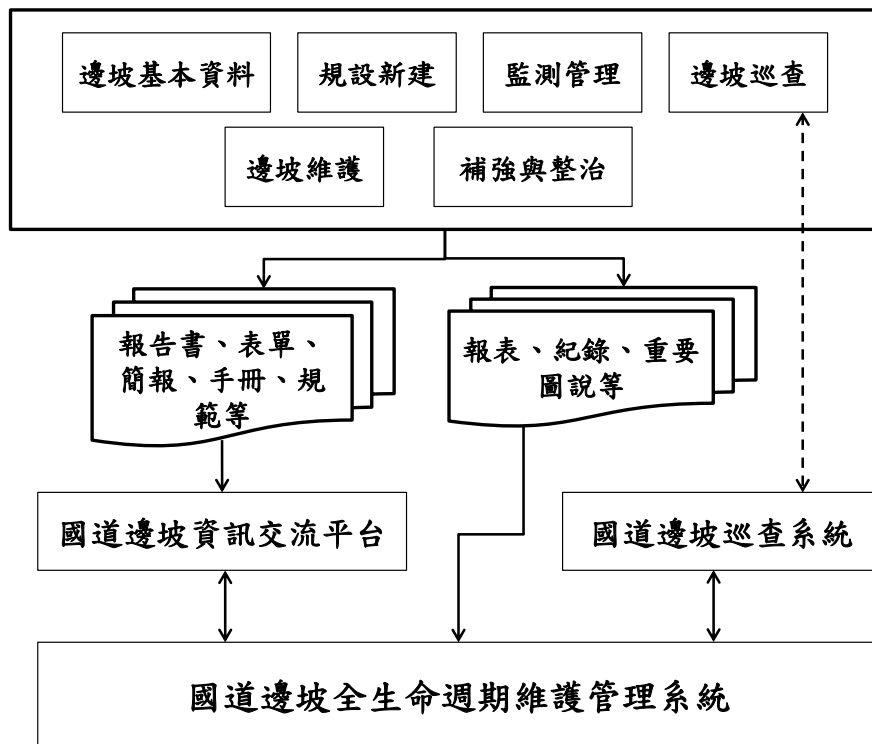 邊坡基本資料
規設新建
監測管理
邊坡巡查
邊坡維護
補強與整治
報告書、表單、
簡報、手冊、規
範等
報表、紀錄、重要
圖說等
國道邊坡資訊交流平台
國道邊坡巡查系統
國道邊坡全生命週期維護管理系統